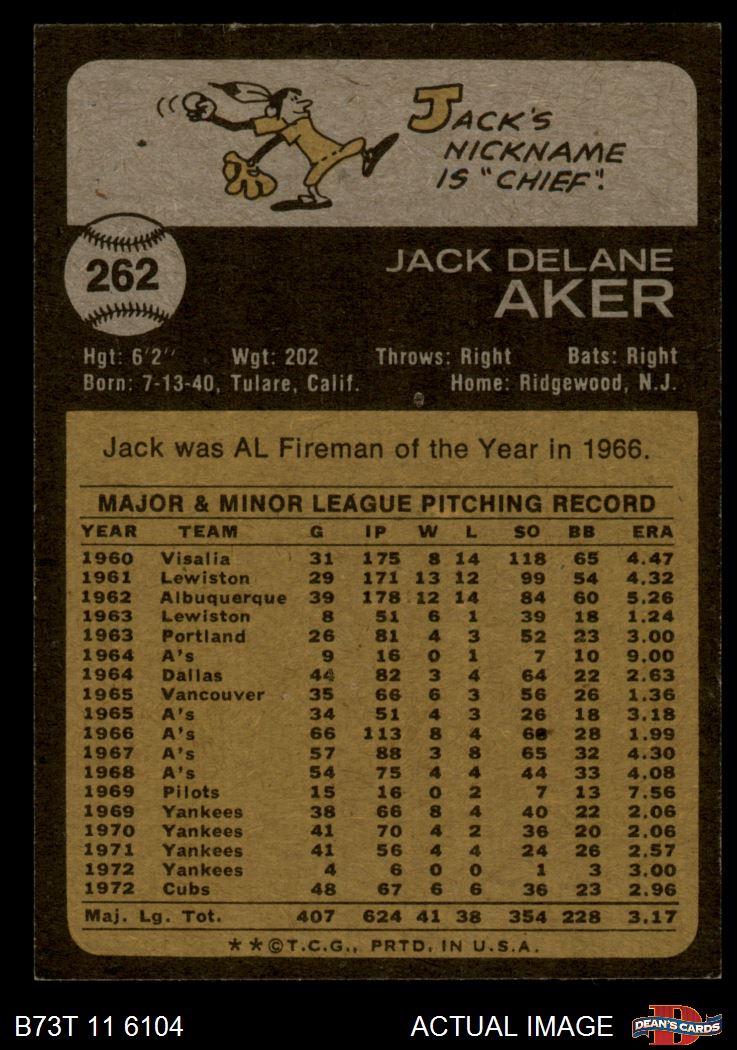 JACK'S
NICKNAME
IS "CHIEF"!
262
JACK DELANE
AKER
Hgt: 6'2" Wgt: 202 Throws: Right Bats: Right
Born: 7-13-40, Tulare, Calif. Home: Ridgewood, N.J.
Jack was AL Fireman of the Year in 1966.
MAJOR & MINOR LEAGUE PITCHING RECORD
YEAR TEAM G IP W L SO BB ERA
1960 Visalia 31 175 8 14 118 65 4.47
1961 Lewiston 29 171 13 12 99 54 4.32
1962 Albuquerque 39 178 12 14 84 60 5.26
1963 Lewiston 8 51 6 1 39 18 1.24
1963 Portland 26 81 4 3 52 23 3.00
1964 A's 9 16 0 1 7 10 9.00
1964 Dallas 44 82 3 4 64 22 2.63
1965 Vancouver 35 66 6 3 56 26 1.36
1965 A's 34 51 4 3 26 18 3.18
1966 A's 66 113 8 4 68 28 1.99
1967 A's 57 88 3 8 65 32 4.30
1968 A's 54 75 4 4 44 33 4.08
1969 Pilots 15 16 0 2 7 13 7.56
1969 Yankees 38 66 8 4 40 22 2.06
1970 Yankees 41 70 4 2 36 20 2.06
1971 Yankees 41 56 4 4 24 26 2.57
1972 Yankees 4 6 0 0 1 3 3.00
1972 Cubs 48 67 6 6 36 23 2.96
Maj. Lg. Tot. 407 624 41 38 354 228 3.17
**©T.C.G., PRTD. IN U.S.A.
B73T 11 6104 ACTUAL IMAGE DEAN'S CARDS